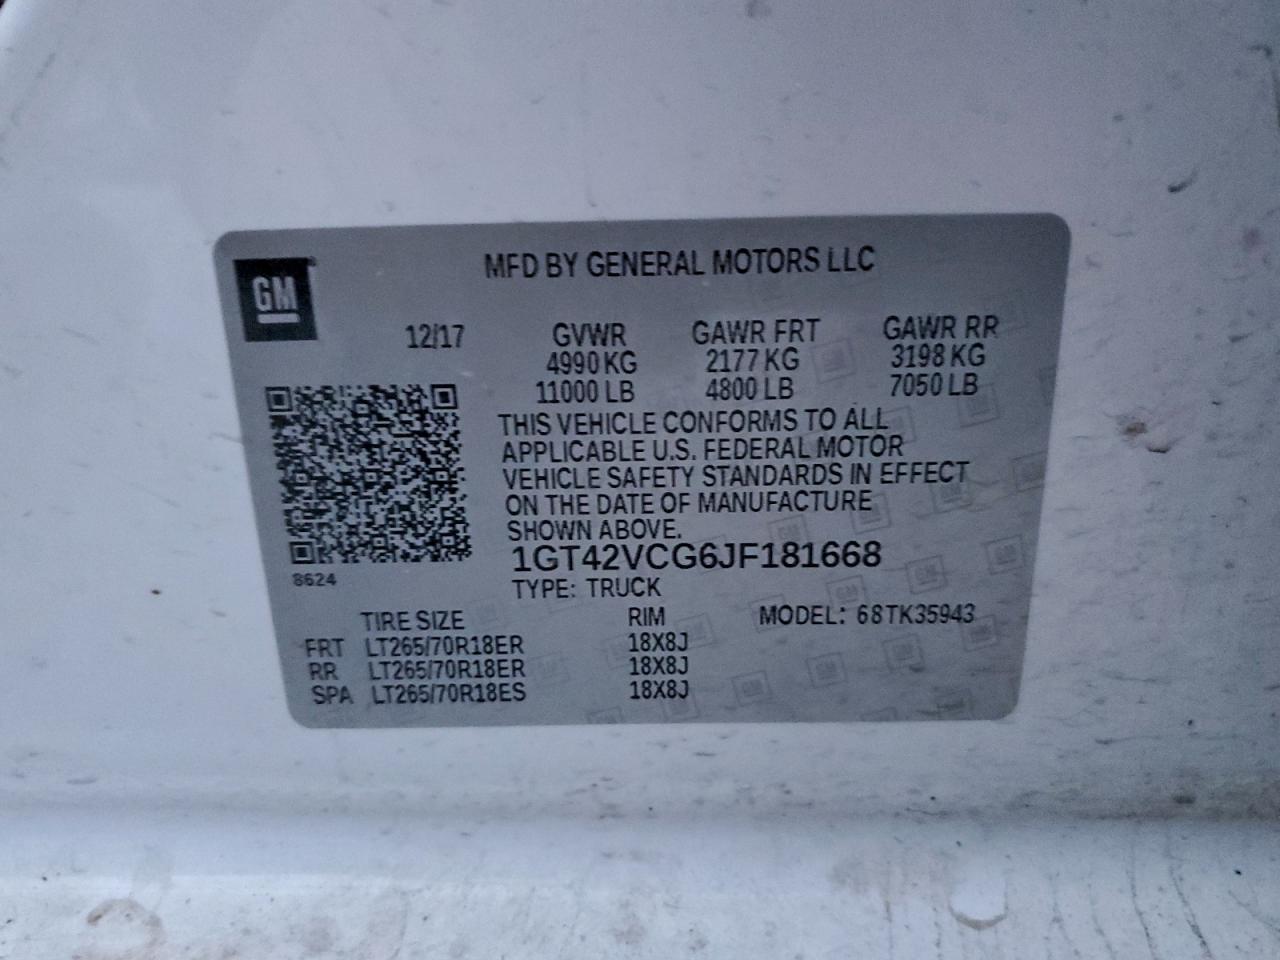 GM
MFD BY GENERAL MOTORS LLC
12/17 GVWR GAWR FRT GAWR RR
4990 KG 2177 KG 3198 KG
11000 LB 4800 LB 7050 LB
THIS VEHICLE CONFORMS TO ALL
APPLICABLE U.S. FEDERAL MOTOR
VEHICLE SAFETY STANDARDS IN EFFECT
ON THE DATE OF MANUFACTURE
SHOWN ABOVE.
1GT42VCG6JF181668
8624
TYPE: TRUCK
TIRE SIZE RIM MODEL: 68TK35943
FRT LT265/70R18ER 18X8J
RR LT265/70R18ER 18X8J
SPA LT265/70R18ES 18X8J